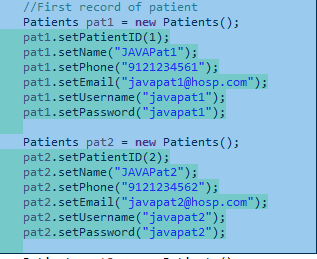 //First record of patient
Patients pat1 = new Patients();
pat1.setPatientID(1);
pat1.setName("JAVAPat1");
pat1.setPhone("9121234561");
pat1.setEmail("javapat1@hosp.com");
pat1.setUsername("javapat1");
pat1.setPassword("javapat1");
Patients pat2 = new Patients();
pat2.setPatientID(2);
pat2.setName("JAVAPat2");
pat2.setPhone("9121234562");
pat2.setEmail("javapat2@hosp.com");
pat2.setUsername("javapat2");
pat2.setPassword("javapat2");